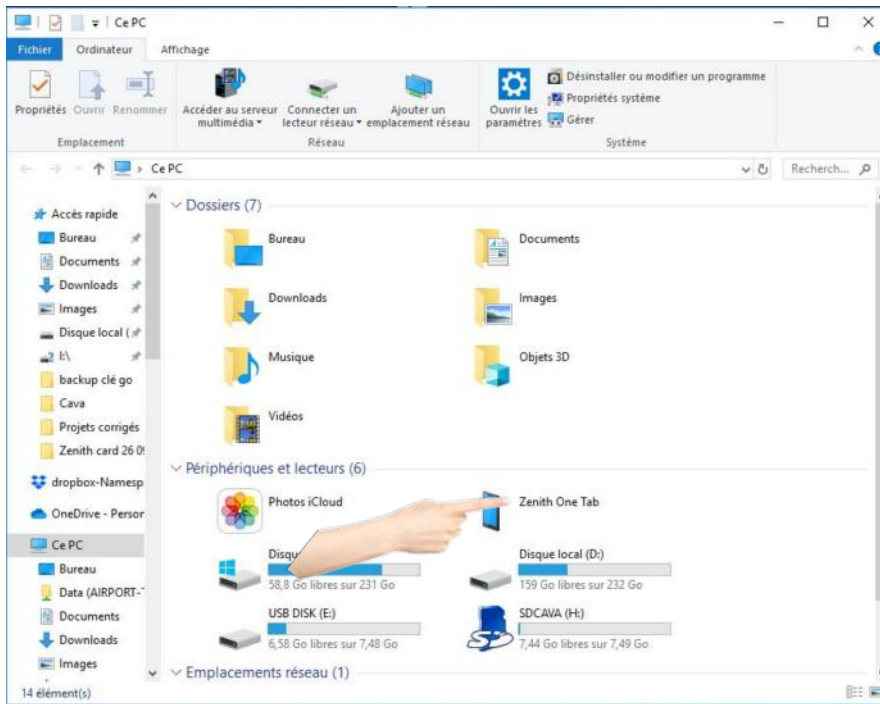 Ce PC
Fichier Ordinateur Affichage
Propriétés Ouvrir Renommer
Accéder au serveur multimédia
Connecter un lecteur réseau
Ajouter un emplacement réseau
Ouvrir les paramètres
Désinstaller ou modifier un programme
Propriétés système
Gérer
Emplacement Réseau Système
Ce PC
Recherch...
Accès rapide
Bureau
Documents
Downloads
Images
Disque local (
I:\
backup clé go
Cava
Projets corrigés
Zenith card 26 0
dropbox-Namesp
OneDrive - Person
Ce PC
Bureau
Data (AIRPORT-
Documents
Downloads
Images
Dossiers (7)
Bureau
Documents
Downloads
Images
Musique
Objets 3D
Vidéos
Périphériques et lecteurs (6)
Photos iCloud
Zenith One Tab
Disqu
58,8 Go libres sur 231 Go
Disque local (D:)
159 Go libres sur 232 Go
USB DISK (E:)
6,58 Go libres sur 7,48 Go
SDCAVA (H:)
7,44 Go libres sur 7,49 Go
Emplacements réseau (1)
14 élément(s)